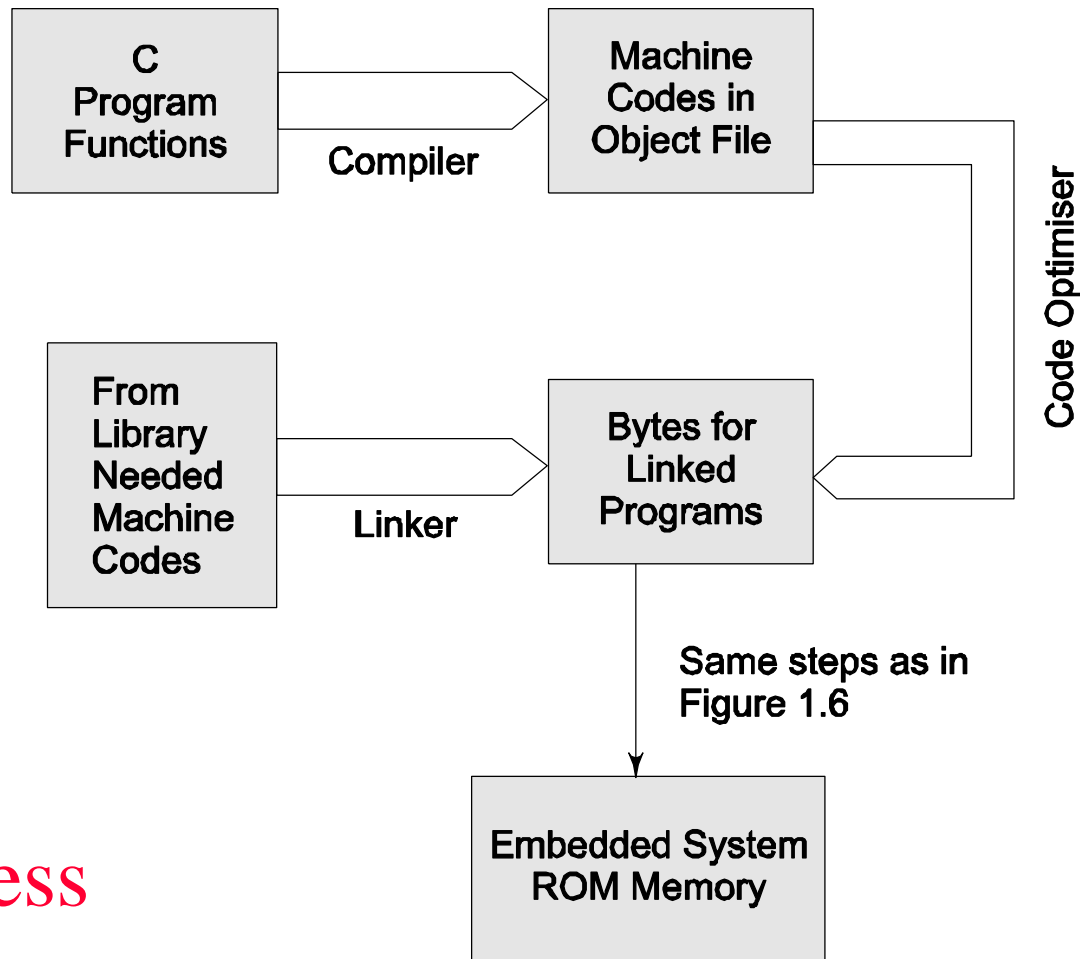 C
Program
Functions
Compiler
Machine
Codes in
Object File
Code Optimiser
From
Library
Needed
Machine
Codes
Linker
Bytes for
Linked
Programs
Same steps as in
Figure 1.6
Embedded System
ROM Memory
ess